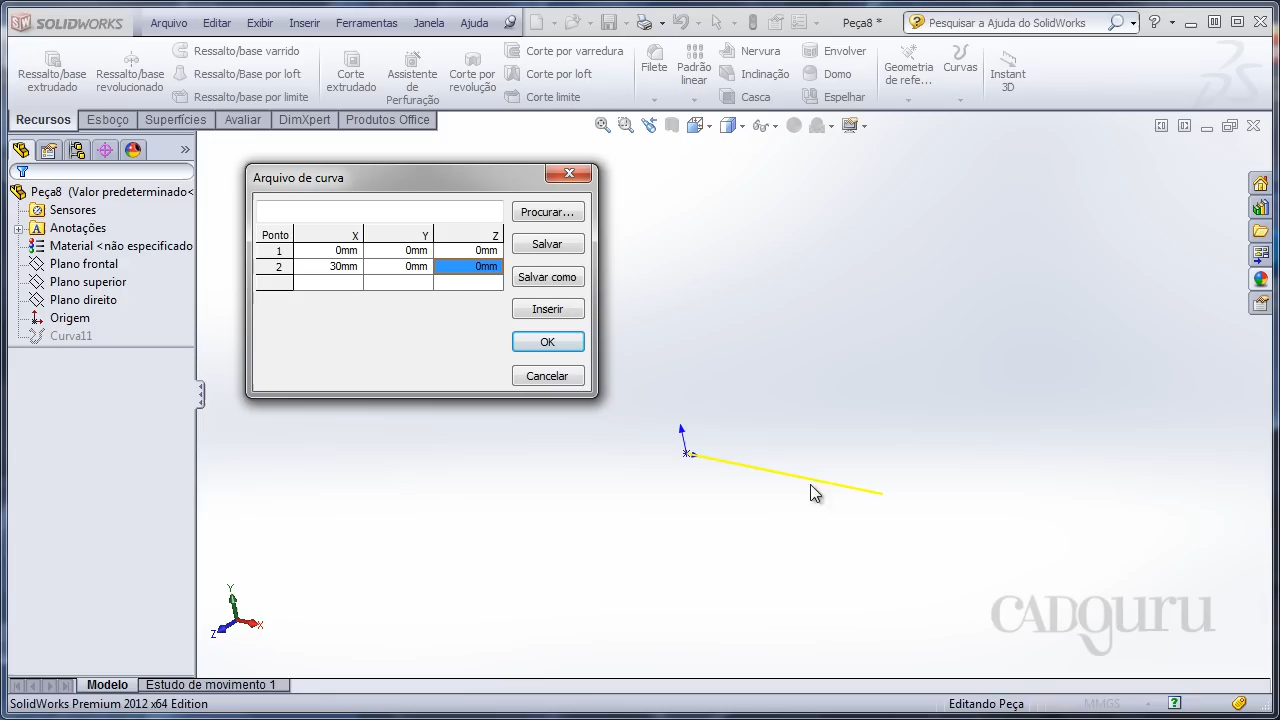 SOLIDWORKS
Arquivo Editar Exibir Inserir Ferramentas Janela Ajuda
Peça8 *
Pesquisar a Ajuda do SolidWorks
Ressalto/base extrudado
Ressalto/base revolucionado
Ressalto/base varrido
Ressalto/Base por loft
Ressalto/base por limite
Corte extrudado
Assistente de Perfuração
Corte por revolução
Corte por varredura
Corte por loft
Corte limite
Filete
Padrão linear
Nervura
Inclinação
Casca
Envolver
Domo
Espelhar
Geometria de refe...
Curvas
Instant 3D
Recursos Esboço Superfícies Avaliar DimXpert Produtos Office
Peça8 (Valor predeterminado<
Sensores
Anotações
Material <não especificado
Plano frontal
Plano superior
Plano direito
Origem
Curva11
Arquivo de curva
Procurar...
Ponto X Y Z
1 0mm 0mm 0mm
2 30mm 0mm 0mm
Salvar
Salvar como
Inserir
OK
Cancelar
Y
Z
X
CADguru
Modelo Estudo de movimento 1
SolidWorks Premium 2012 x64 Edition
Editando Peça
MMGS